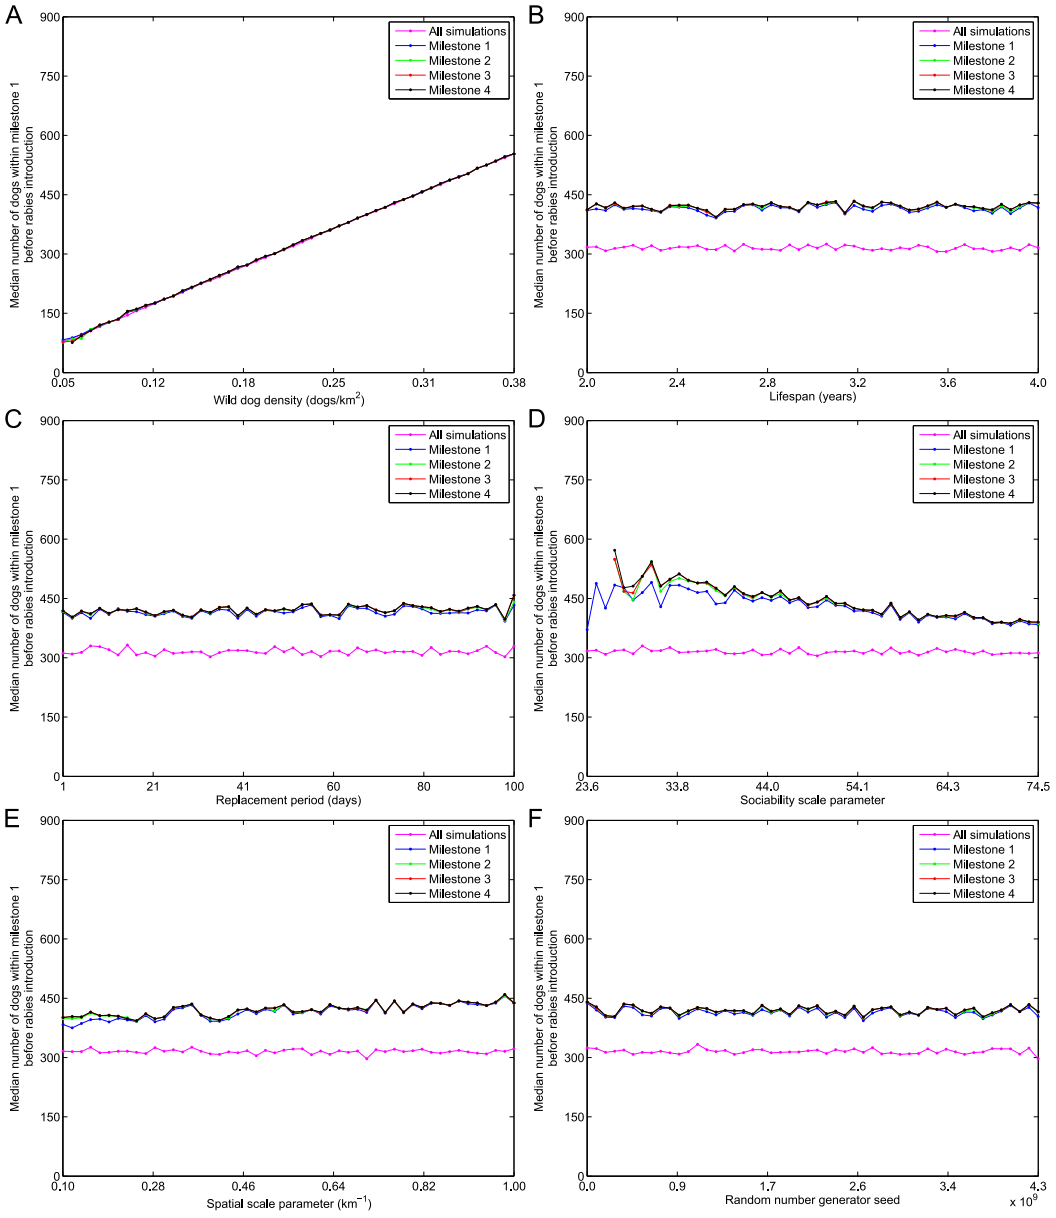 A
Median number of dogs within milestone 1
before rabies introduction
900
750
600
450
300
150
0
0.05
0.12
0.18
0.25
0.31
0.38
Wild dog density (dogs/km²)
All simulations
Milestone 1
Milestone 2
Milestone 3
Milestone 4
B
Median number of dogs within milestone 1
before rabies introduction
900
750
600
450
300
150
0
2.0
2.4
2.8
3.2
3.6
4.0
Lifespan (years)
All simulations
Milestone 1
Milestone 2
Milestone 3
Milestone 4
C
Median number of dogs within milestone 1
before rabies introduction
900
750
600
450
300
150
0
1
21
41
60
80
100
Replacement period (days)
All simulations
Milestone 1
Milestone 2
Milestone 3
Milestone 4
D
Median number of dogs within milestone 1
before rabies introduction
900
750
600
450
300
150
0
23.6
33.8
44.0
54.1
64.3
74.5
Sociability scale parameter
All simulations
Milestone 1
Milestone 2
Milestone 3
Milestone 4
E
Median number of dogs within milestone 1
before rabies introduction
900
750
600
450
300
150
0
0.10
0.28
0.46
0.64
0.82
1.00
Spatial scale parameter (km⁻¹)
All simulations
Milestone 1
Milestone 2
Milestone 3
Milestone 4
F
Median number of dogs within milestone 1
before rabies introduction
900
750
600
450
300
150
0
0.0
0.9
1.7
2.6
3.4
4.3
Random number generator seed
x 10⁹
All simulations
Milestone 1
Milestone 2
Milestone 3
Milestone 4